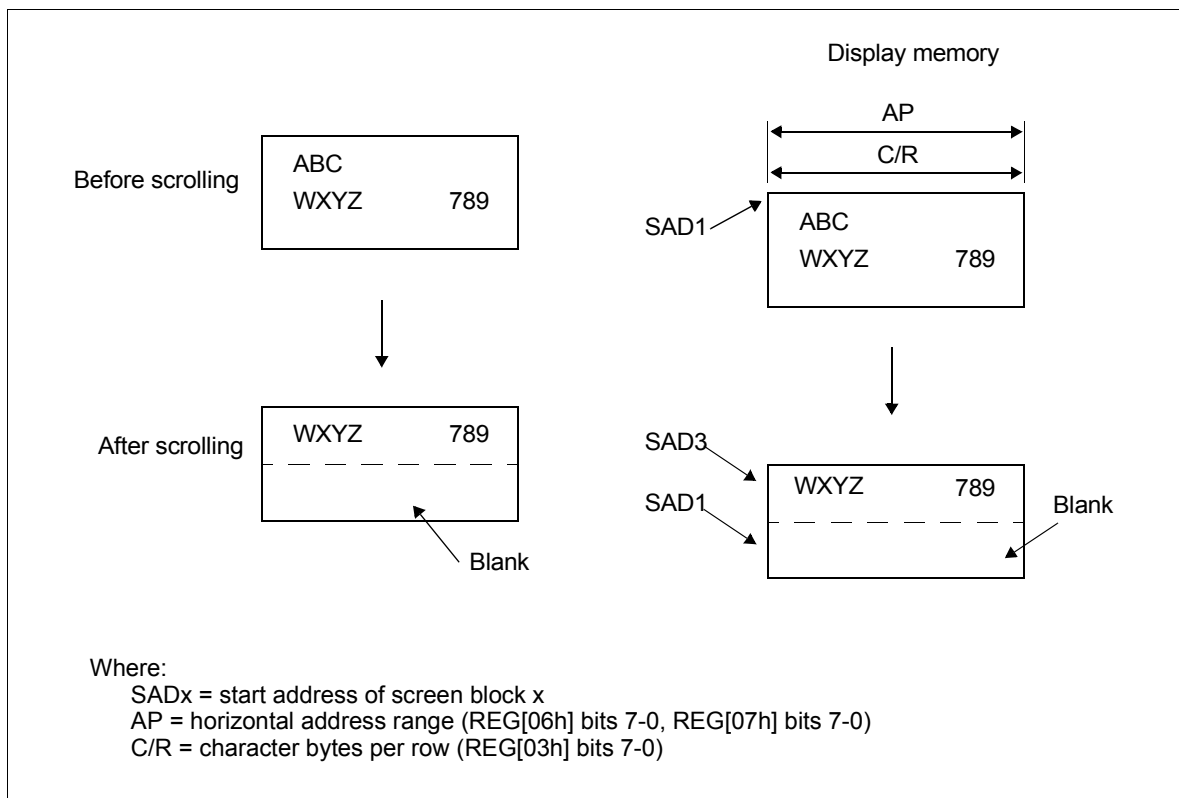 Display memory
AP
C/R
Before scrolling
ABC
WXYZ 789
SAD1
ABC
WXYZ 789
After scrolling
WXYZ 789
Blank
SAD3
SAD1
WXYZ 789
Blank
Where:
SADx = start address of screen block x
AP = horizontal address range (REG[06h] bits 7-0, REG[07h] bits 7-0)
C/R = character bytes per row (REG[03h] bits 7-0)